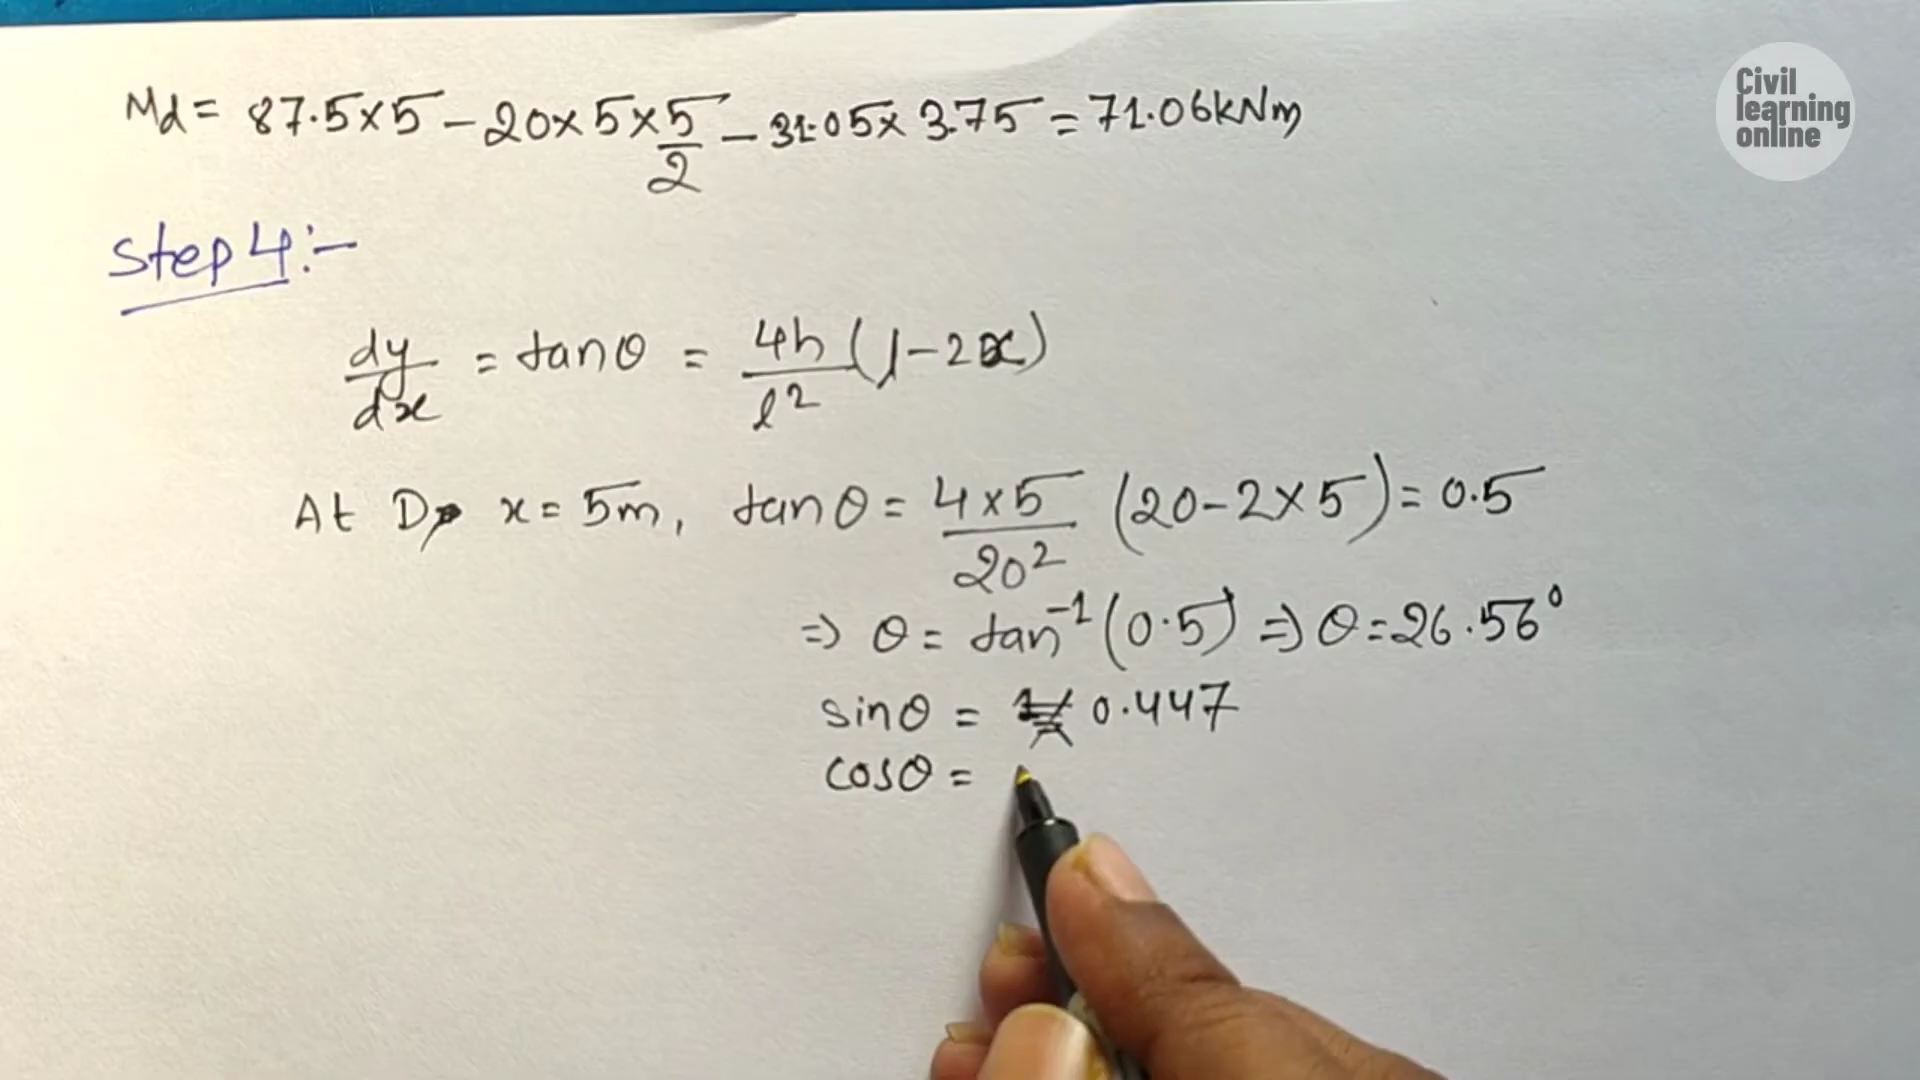 Civil
learning
online
Md = 87.5×5 - 20×5×5/2 - 31.05×3.75 = 71.06kNm
Step 4:-
dy/dx = tanθ = 4h/l² (l-2x)
At D, x = 5m, tanθ = 4×5/20² (20-2×5) = 0.5
⇒ θ = tan⁻¹(0.5) ⇒ θ = 26.56°
sinθ = 0.447
cosθ =